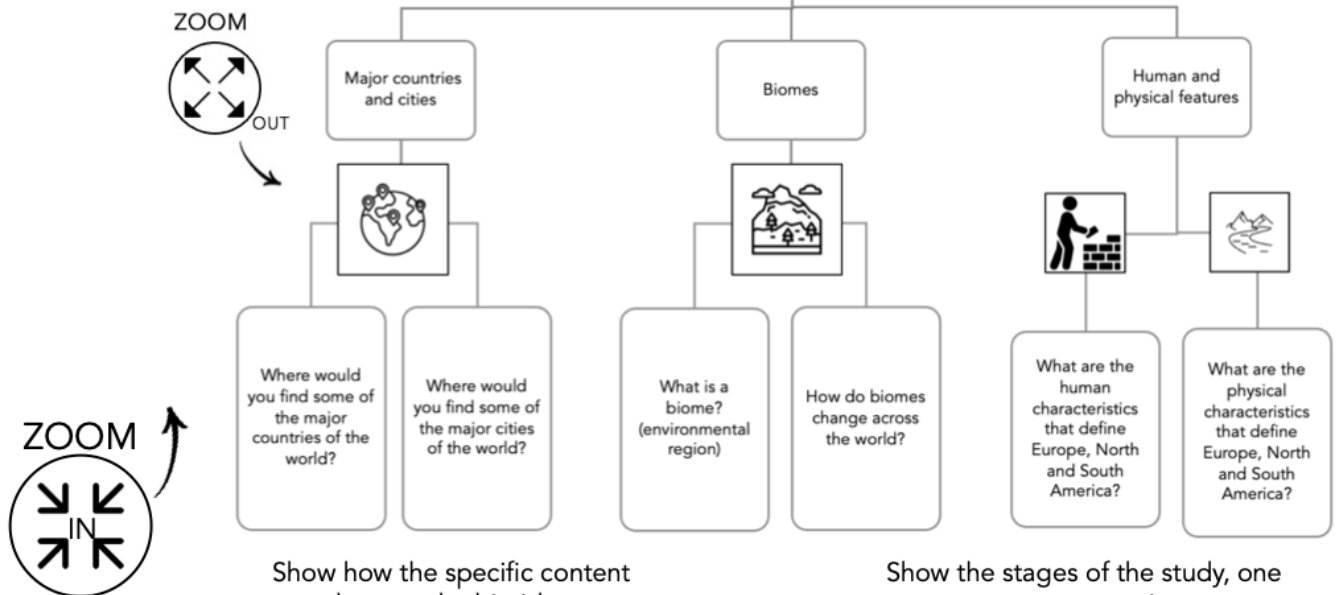 ZOOM
OUT
Major countries
and cities
Biomes
Human and
physical features
Where would
you find some of
the major
countries of the
world?
Where would
you find some of
the major cities
of the world?
What is a
biome?
(environmental
region)
How do biomes
change across
the world?
What are the
human
characteristics
that define
Europe, North
and South
America?
What are the
physical
characteristics
that define
Europe, North
and South
America?
ZOOM
IN
Show how the specific content
Show the stages of the study, one